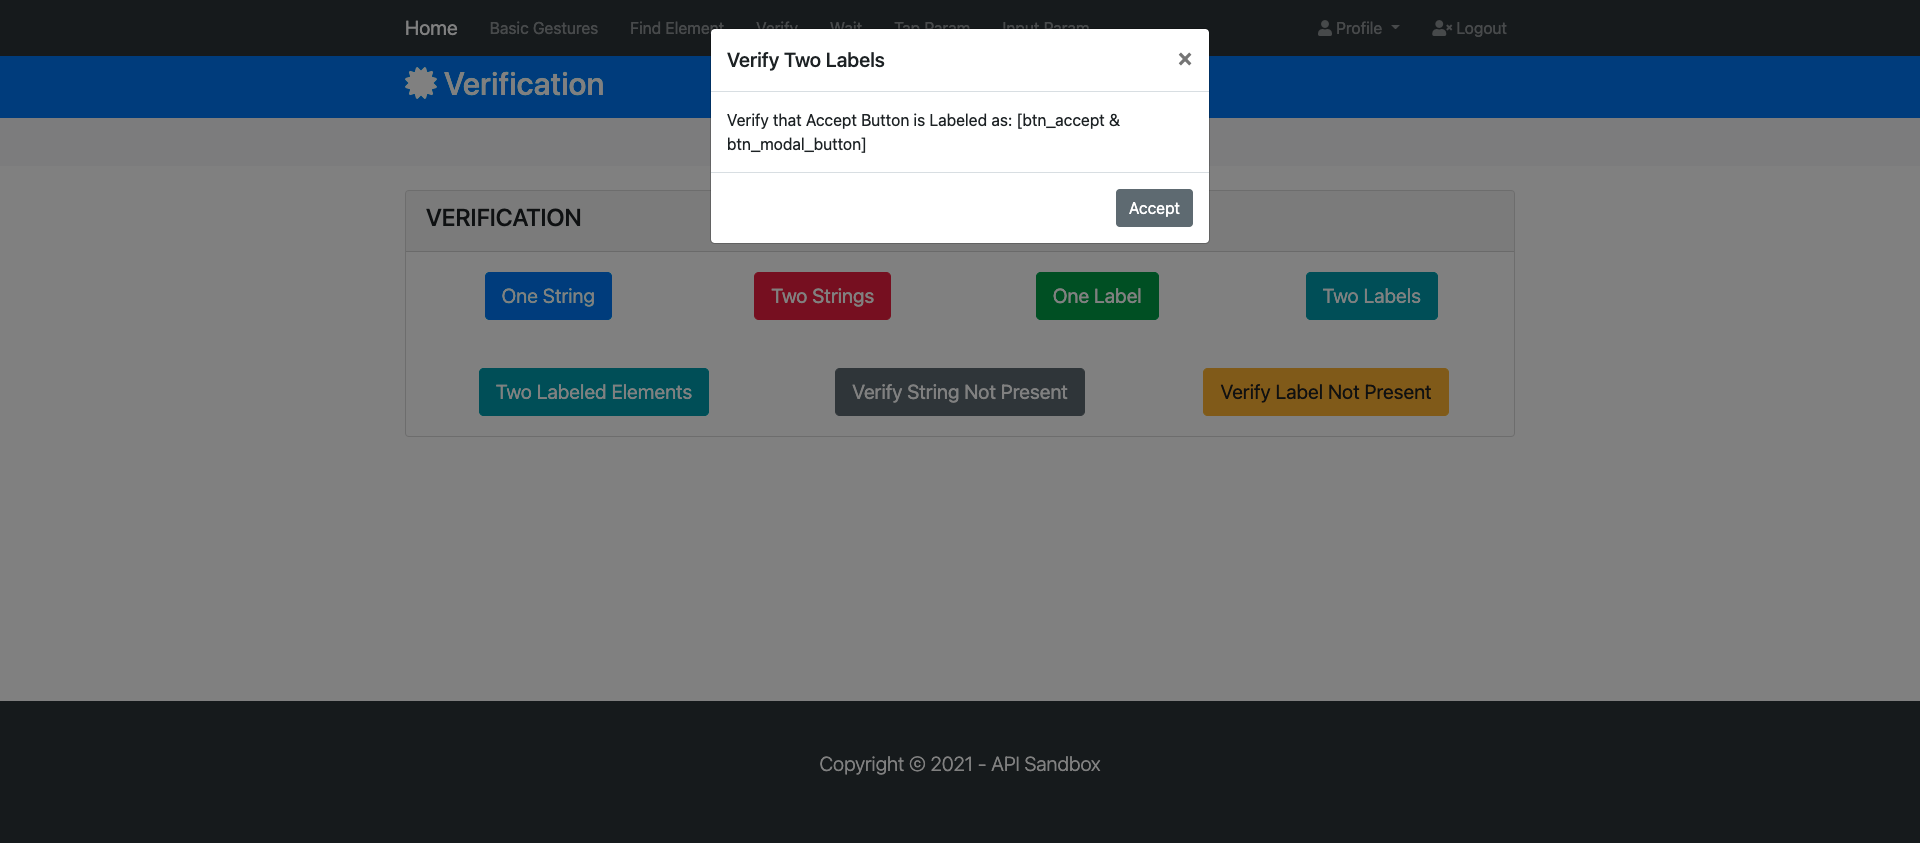 Home Basic Gestures Find Element Verify Wait Tap Param Input Param Profile Logout
Verify Two Labels ×
Verification
Verify that Accept Button is Labeled as: [btn_accept &
btn_modal_button]
Accept
VERIFICATION
One String Two Strings One Label Two Labels
Two Labeled Elements Verify String Not Present Verify Label Not Present
Copyright © 2021 - API Sandbox